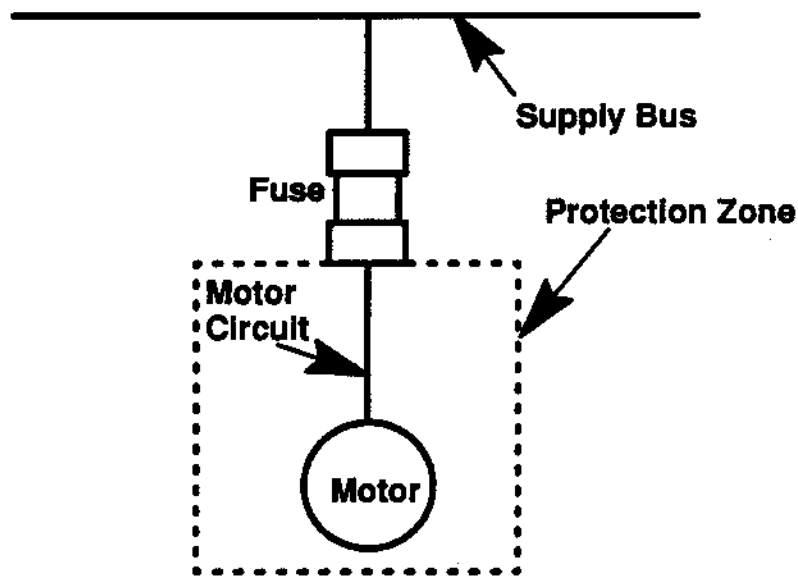 Supply Bus
Fuse
Protection Zone
Motor
Circuit
Motor